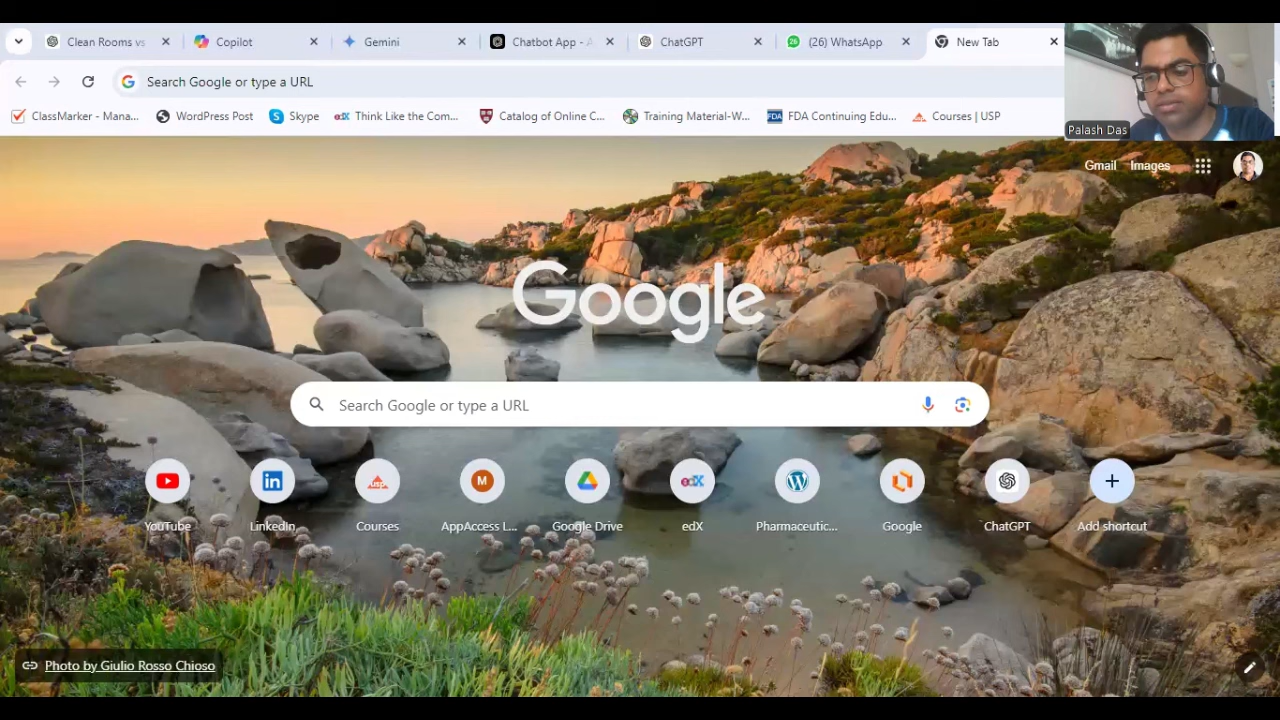 Clean Rooms vs
Copilot
Gemini
Chatbot App - A
ChatGPT
(26) WhatsApp
New Tab
Search Google or type a URL
ClassMarker - Mana...
WordPress Post
Skype
Think Like the Com...
Catalog of Online C...
Training Material-W...
FDA Continuing Edu...
Courses | USP
Palash Das
Gmail
Images
Google
Search Google or type a URL
YouTube
LinkedIn
Courses
AppAccess L...
Google Drive
edX
Pharmaceutic...
Google
ChatGPT
Add shortcut
Photo by Giulio Rosso Chioso